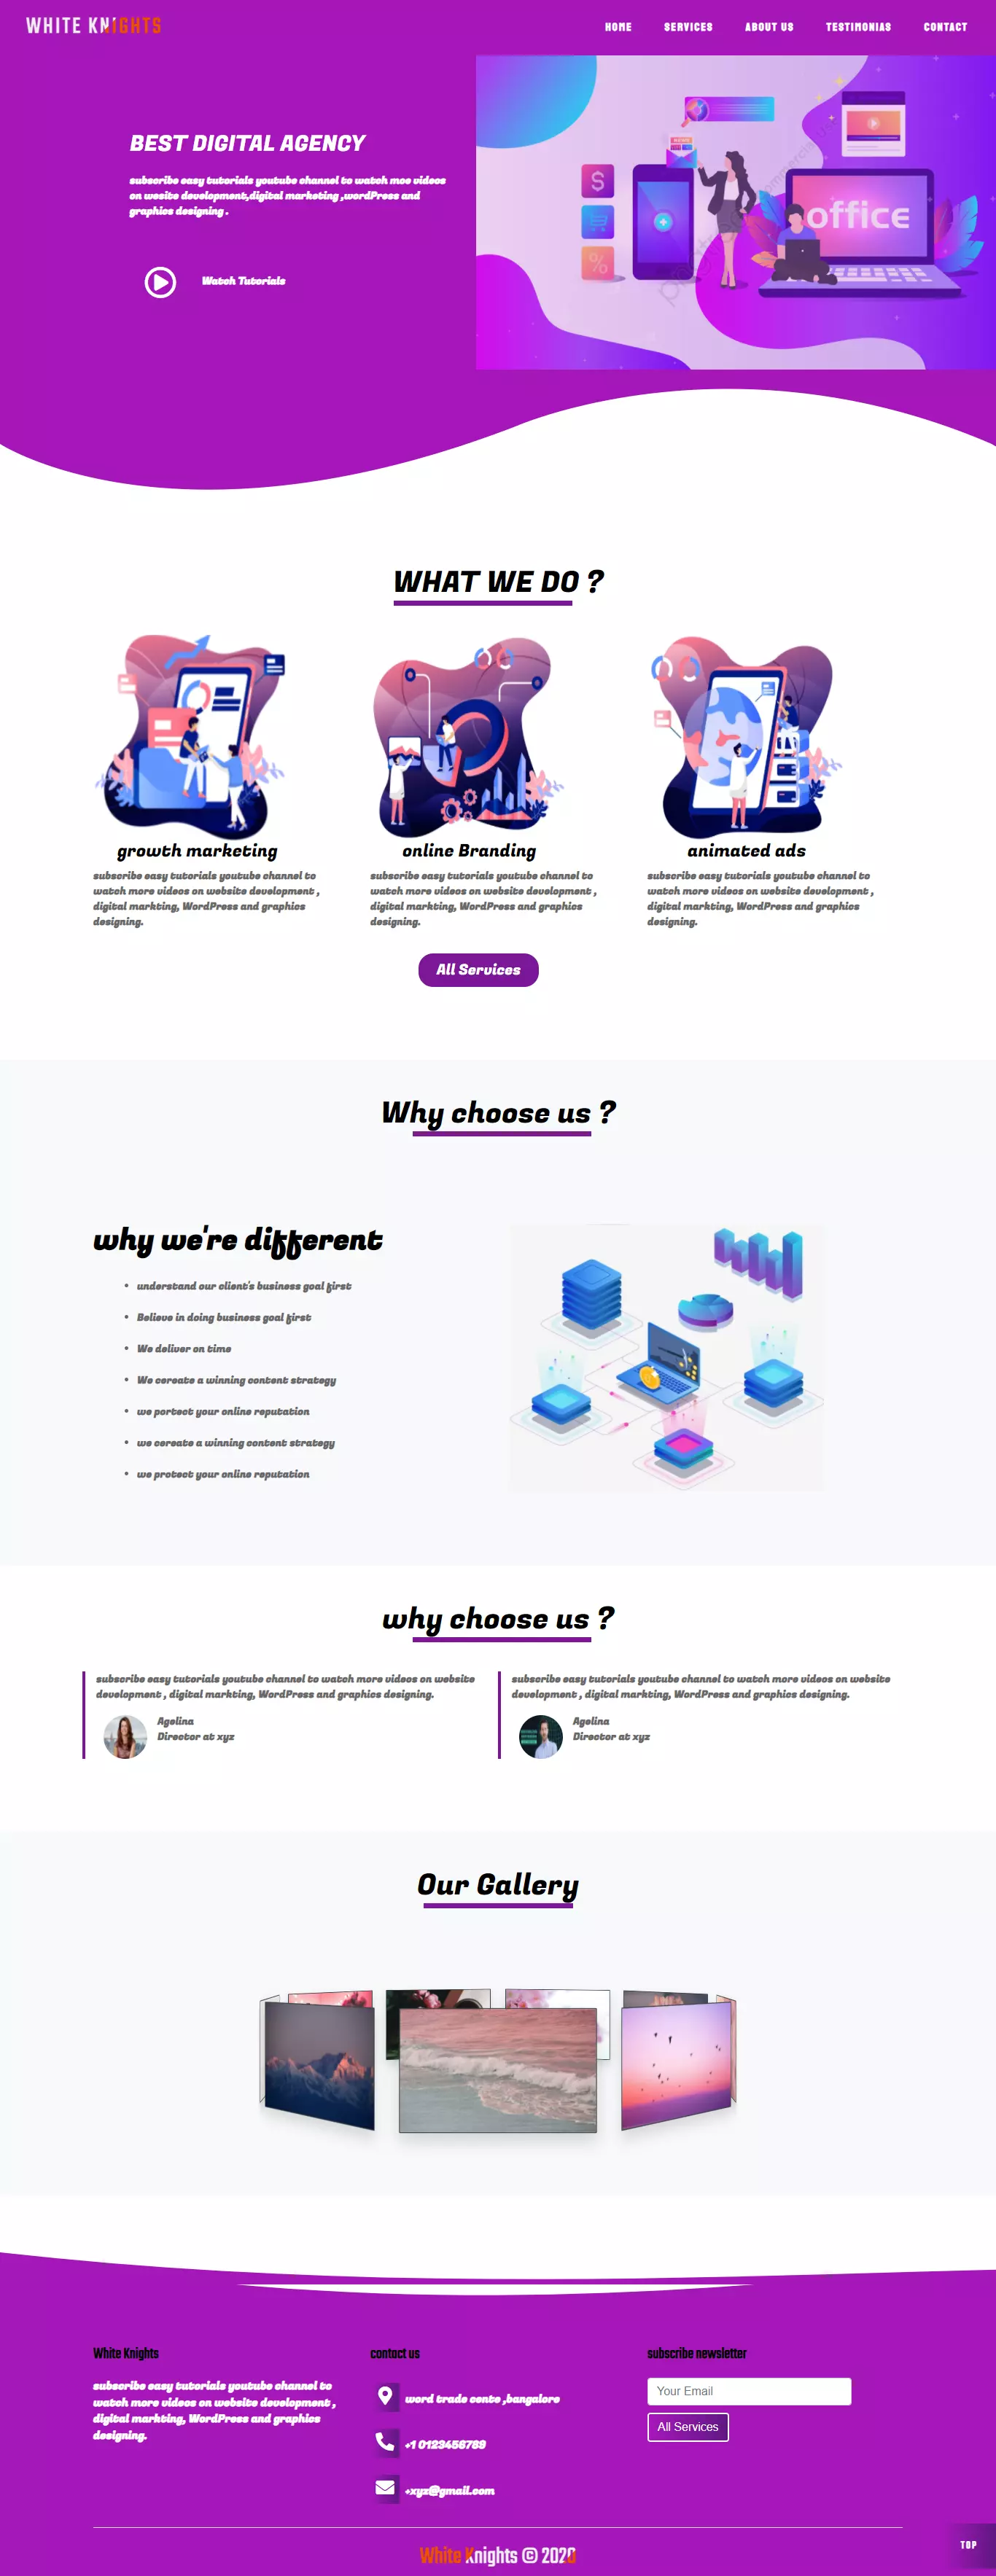 WHITE KNIGHTS
HOME SERVICES ABOUT US TESTIMONIAS CONTACT
BEST DIGITAL AGENCY
subscribe easy tutorials youtube channel to watch moe videos
on wesite development,digital marketing ,wordPress and
graphics designing .
Watch Tutorials
office
$
%
WHAT WE DO ?
growth marketing
subscribe easy tutorials youtube channel to
watch more videos on website development ,
digital markting, WordPress and graphics
designing.
online Branding
subscribe easy tutorials youtube channel to
watch more videos on website development ,
digital markting, WordPress and graphics
designing.
animated ads
subscribe easy tutorials youtube channel to
watch more videos on website development ,
digital markting, WordPress and graphics
designing.
All Services
Why choose us ?
why we're different
• understand our client's business goal first
• Believe in doing business goal first
• We deliver on time
• We cereate a winning content strategy
• we portect your online reputation
• we cereate a winning content strategy
• we protect your online reputation
why choose us ?
subscribe easy tutorials youtube channel to watch more videos on website
development , digital markting, WordPress and graphics designing.
Agelina
Director at xyz
subscribe easy tutorials youtube channel to watch more videos on website
development , digital markting, WordPress and graphics designing.
Agelina
Director at xyz
Our Gallery
White Knights
subscribe easy tutorials youtube channel to
watch more videos on website development ,
digital markting, WordPress and graphics
designing.
contact us
word trade cente ,bangalore
+1 0123456789
+xyz@gmail.com
subscribe newsletter
Your Email
All Services
White Knights © 2020
TOP